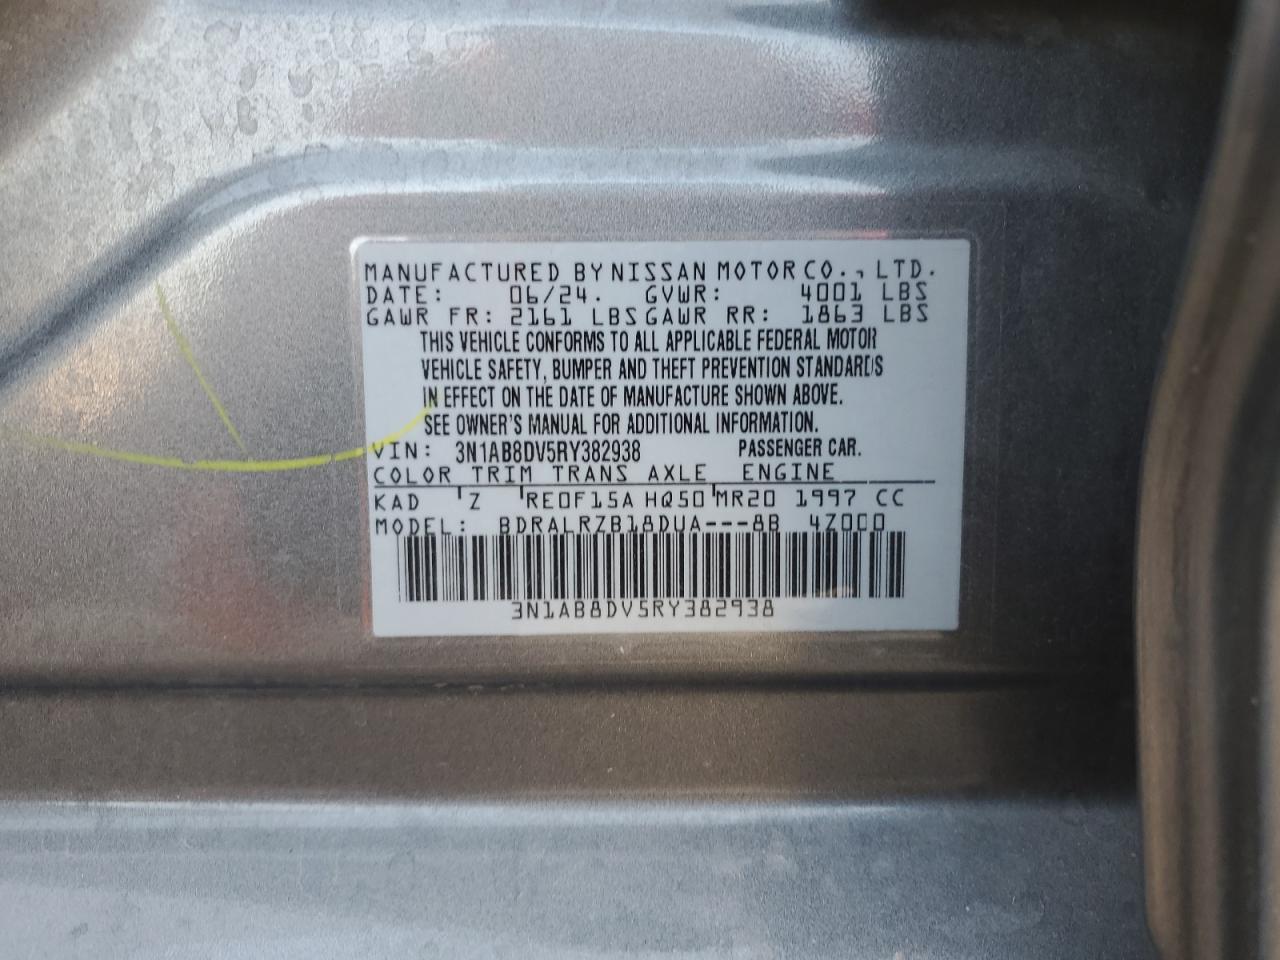 MANUFACTURED BY NISSAN MOTOR CO., LTD.
DATE: 06/24. GVWR: 4001 LBS
GAWR FR: 2161 LBS GAWR RR: 1863 LBS
THIS VEHICLE CONFORMS TO ALL APPLICABLE FEDERAL MOTOR
VEHICLE SAFETY, BUMPER AND THEFT PREVENTION STANDARDS
IN EFFECT ON THE DATE OF MANUFACTURE SHOWN ABOVE.
SEE OWNER'S MANUAL FOR ADDITIONAL INFORMATION.
VIN: 3N1AB8DV5RY382938 PASSENGER CAR.
COLOR TRIM TRANS AXLE ENGINE
KAD Z RE0F15A HQ50 MR20 1997 CC
MODEL: BDRALRZB18DUA---8B
3N1AB8DV5RY382938